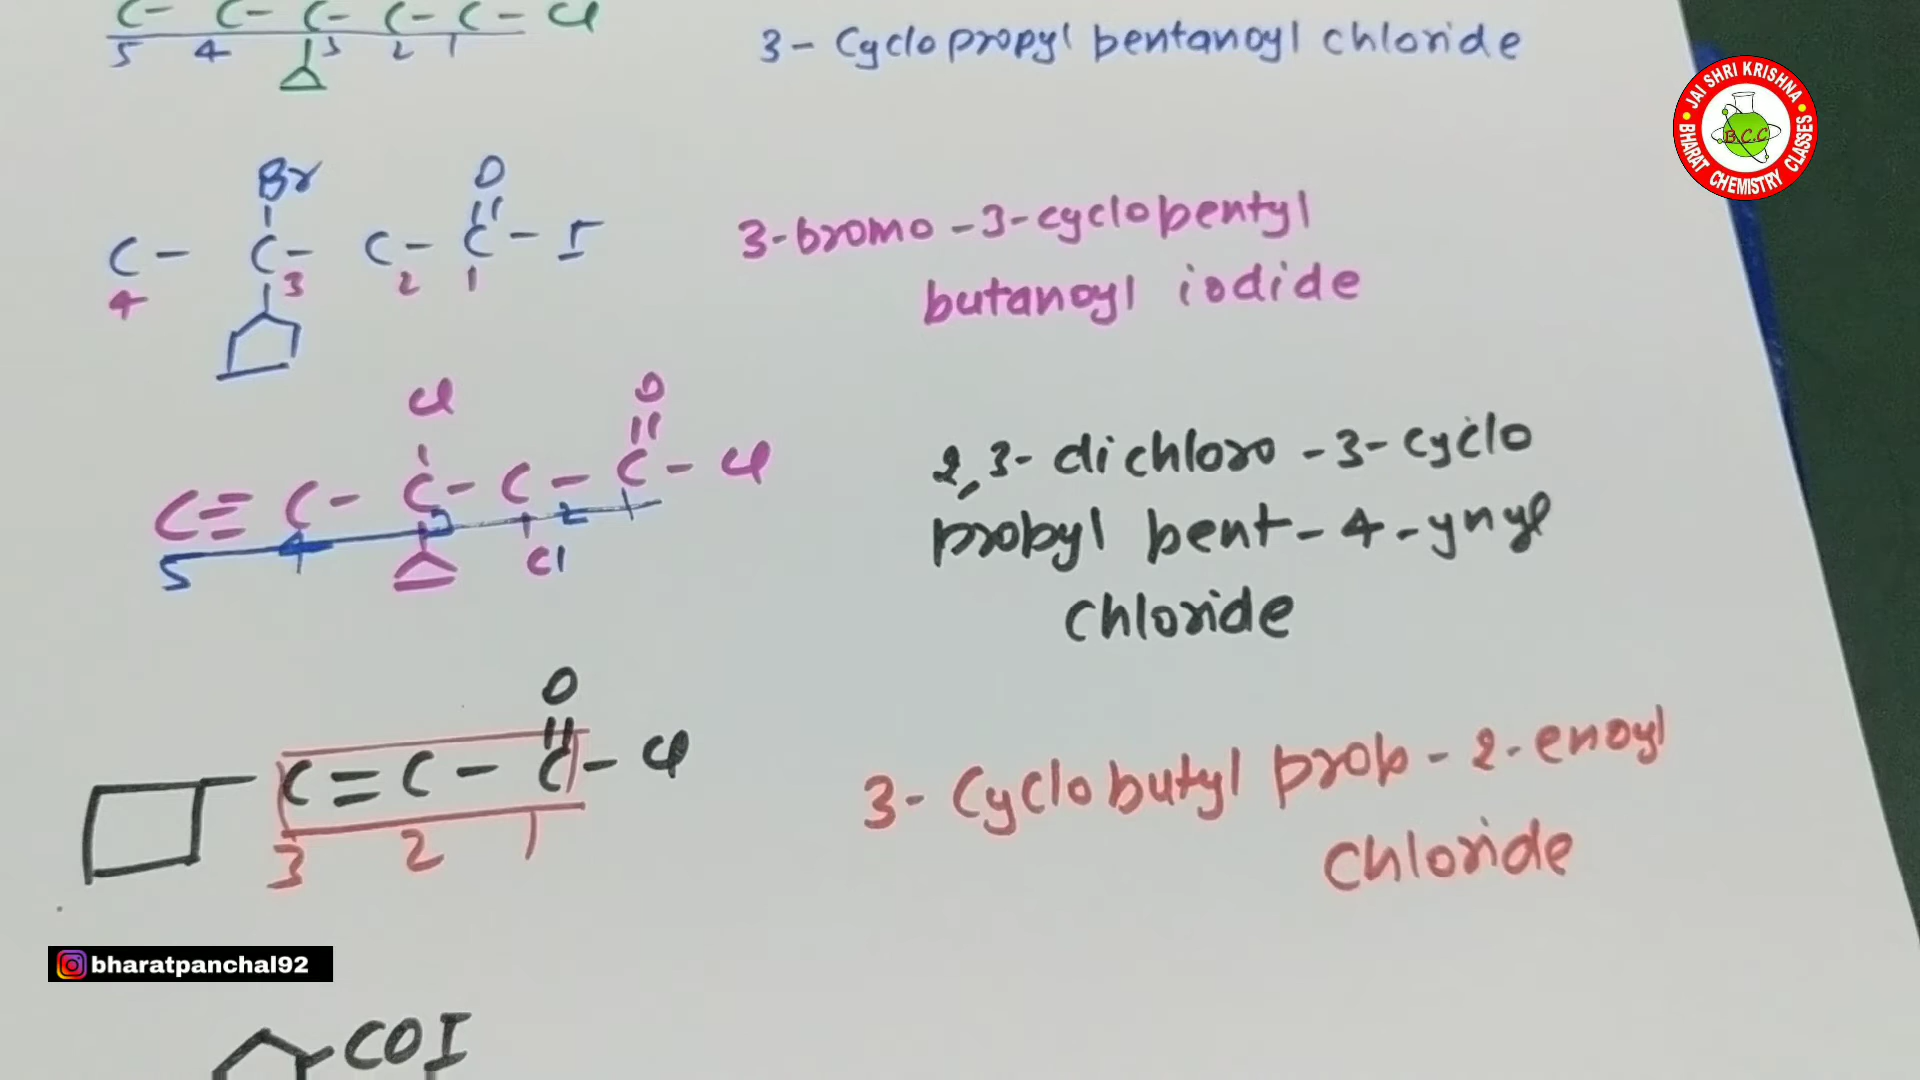 C- C- C- C- C- Cl
5 4 3 2 1
3- Cyclopropyl pentanoyl chloride
JAI SHRI KRISHNA
B.C.C
BHARAT CHEMISTRY CLASSES
Br O
C- C- C- C- I
4 3 2 1
3-bromo-3-cyclopentyl
butanoyl iodide
Cl O
C≡C-C-C-C-Cl
5 4 3 2 1
Cl
2,3-dichloro-3-cyclo
propyl pent-4-ynyl
chloride
O
C=C-C-Cl
3 2 1
3-Cyclobutyl prop-2-enoyl
Chloride
bharatpanchal92
COI